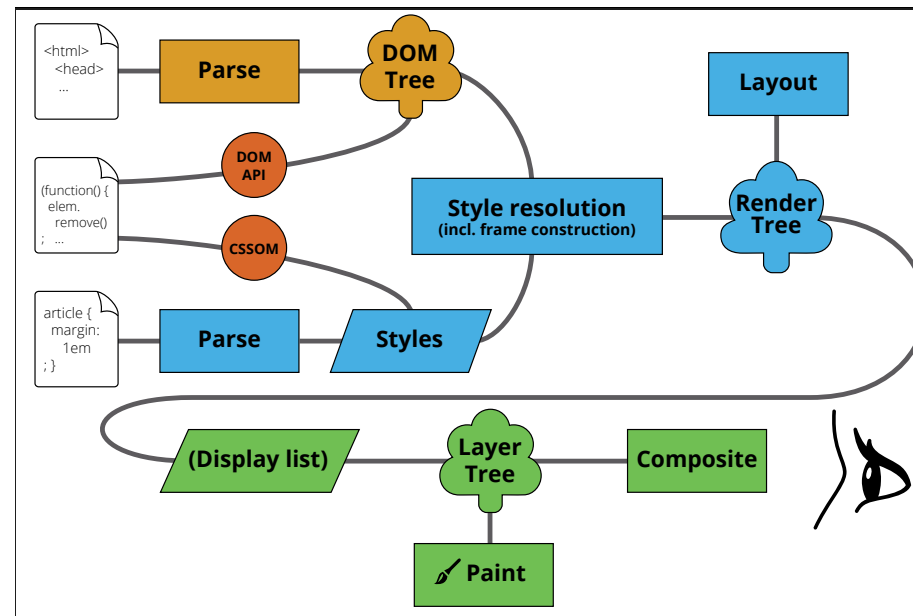 <html>
<head>
...
Parse
DOM
Tree
Layout
DOM
API
(function() {
elem.
remove()
; ...
Style resolution
(incl. frame construction)
Render
Tree
CSSOM
article {
margin:
1em
; }
Parse
Styles
(Display list)
Layer
Tree
Composite
Paint